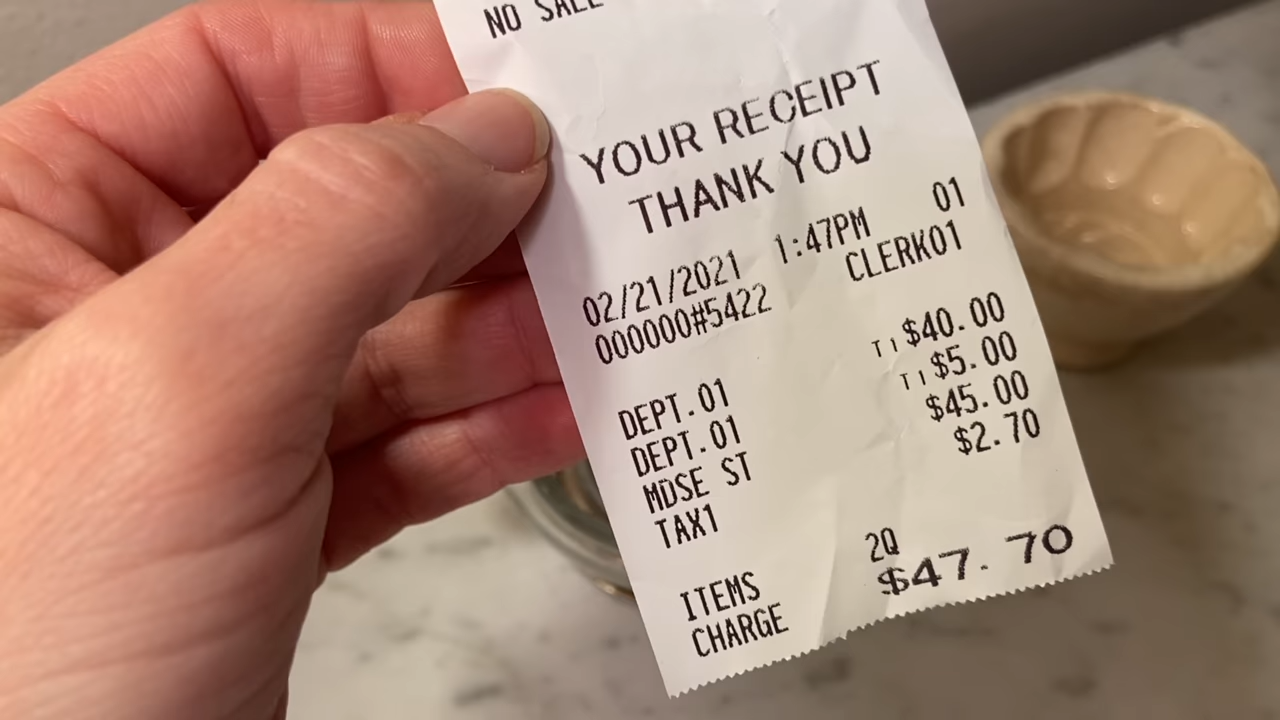 NO SALE
YOUR RECEIPT
THANK YOU
02/21/2021 1:47PM 01
000000#5422 CLERK01
DEPT.01 T1 $40.00
DEPT.01 T1 $5.00
MDSE ST $45.00
TAX1 $2.70
ITEMS 2Q
CHARGE $47.70